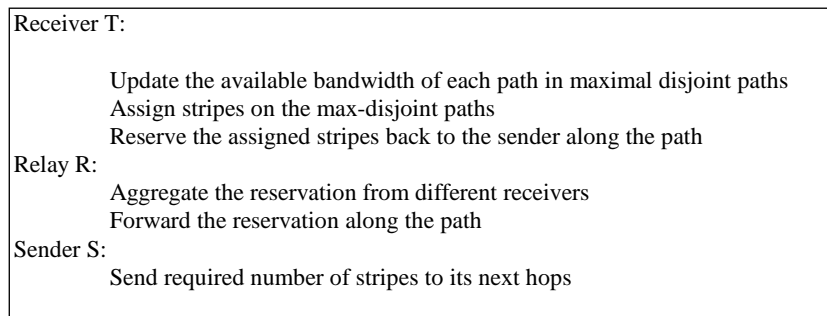 Receiver T:
Update the available bandwidth of each path in maximal disjoint paths
Assign stripes on the max-disjoint paths
Reserve the assigned stripes back to the sender along the path
Relay R:
Aggregate the reservation from different receivers
Forward the reservation along the path
Sender S:
Send required number of stripes to its next hops